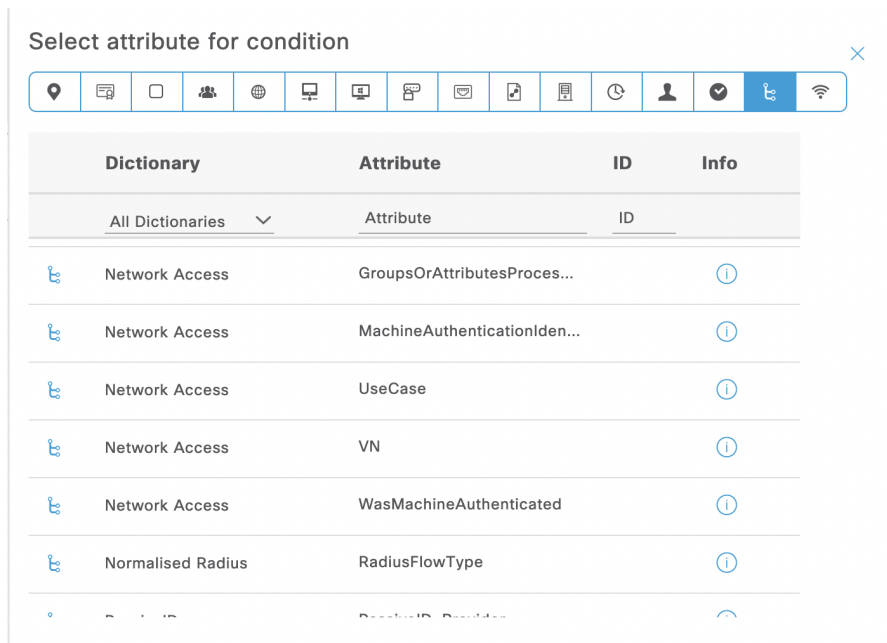 Select attribute for condition
Dictionary Attribute ID Info
All Dictionaries Attribute ID
Network Access GroupsOrAttributesProces...
Network Access MachineAuthenticationIden...
Network Access UseCase
Network Access VN
Network Access WasMachineAuthenticated
Normalised Radius RadiusFlowType